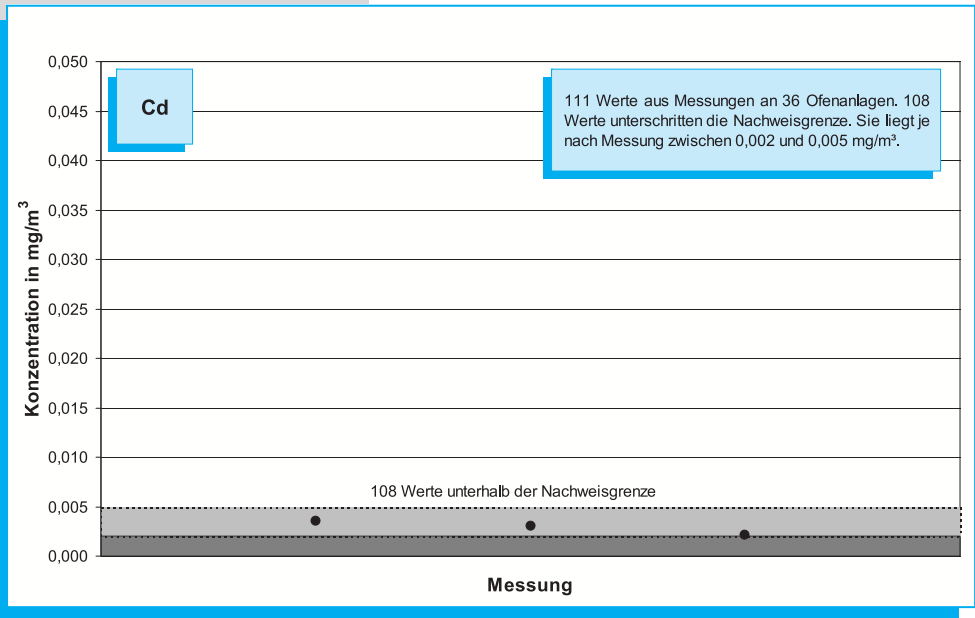 Cd
111 Werte aus Messungen an 36 Ofenanlagen. 108
Werte unterschritten die Nachweisgrenze. Sie liegt je
nach Messung zwischen 0,002 und 0,005 mg/m³.
Konzentration in mg/m³
0,050
0,045
0,040
0,035
0,030
0,025
0,020
0,015
0,010
0,005
0,000
108 Werte unterhalb der Nachweisgrenze
Messung